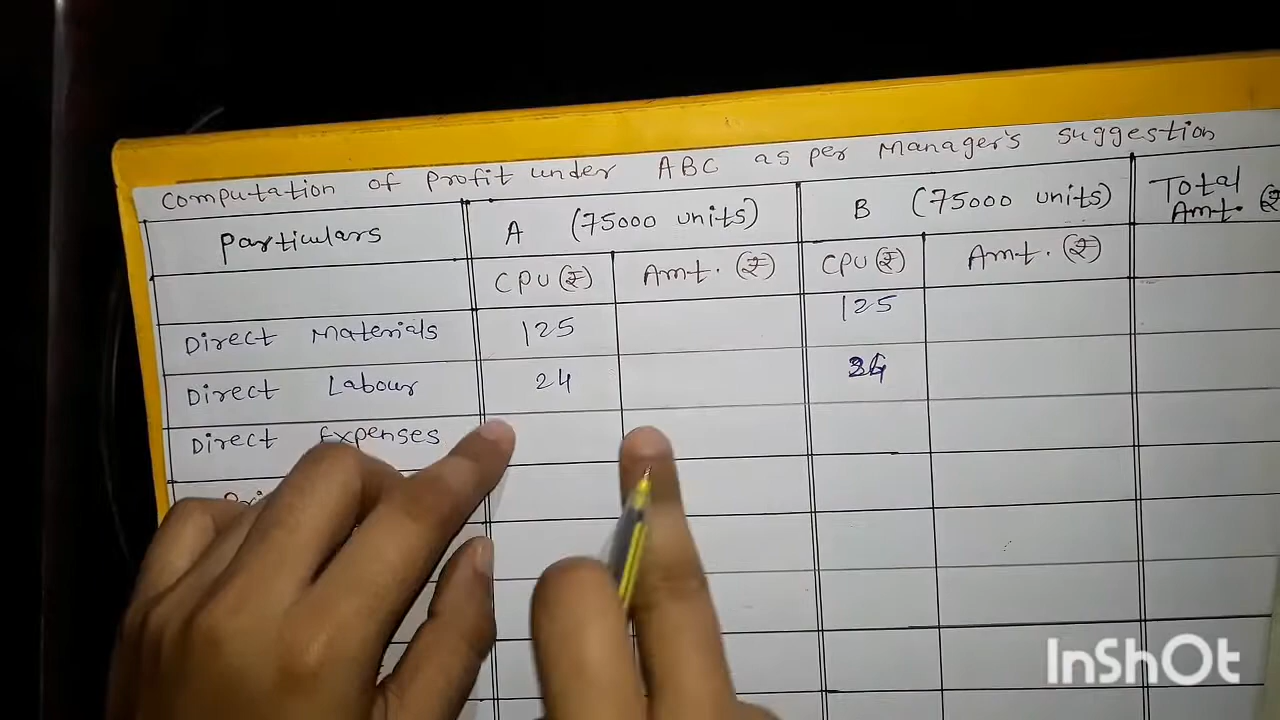 Computation of Profit under ABC as per Manager's suggestion
Particulars A (75000 units) B (75000 units) Total Amt. (₹
CPU (₹) Amt. (₹) CPU (₹) Amt. (₹)
Direct Materials 125 125
Direct Labour 24
Direct Expenses
InShOt